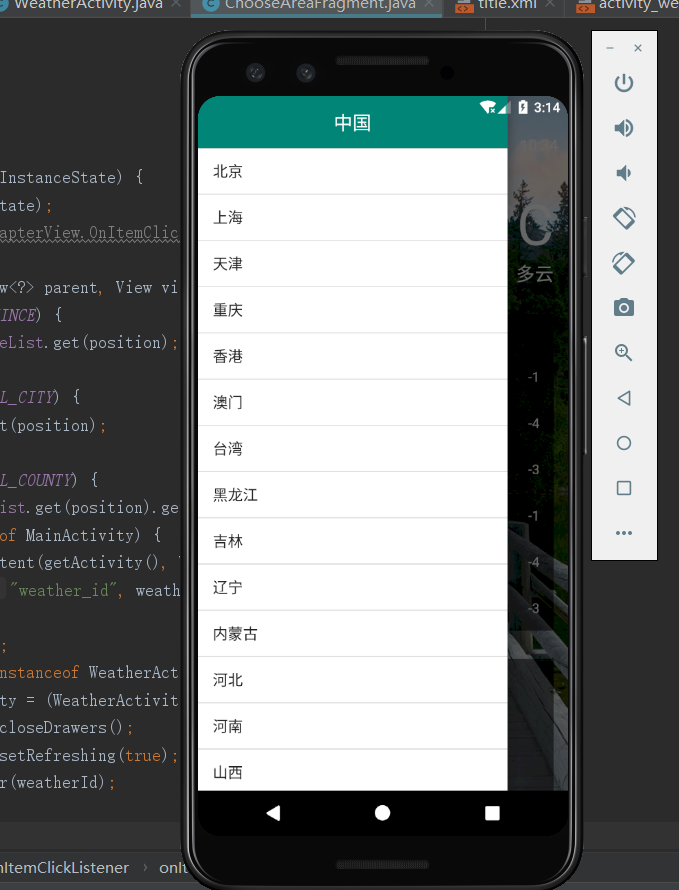 WeatherActivity.java
ChooseAreaFragment.java
title.xml
activity_we
InstanceState) {
tate);
apterView.OnItemClic
w<?> parent, View vi
INCE) {
eList.get(position);
L_CITY) {
t(position);
L_COUNTY) {
ist.get(position).ge
of MainActivity) {
tent(getActivity(),
"weather_id", weath
;
nstanceof WeatherAct
ty = (WeatherActivit
closeDrawers();
setRefreshing(true);
r(weatherId);
nItemClickListener › onIt
3:14
中国
北京
上海
天津
重庆
香港
澳门
台湾
黑龙江
吉林
辽宁
内蒙古
河北
河南
山西
10:24
C
多云
-1
-4
-3
-1
-4
-3